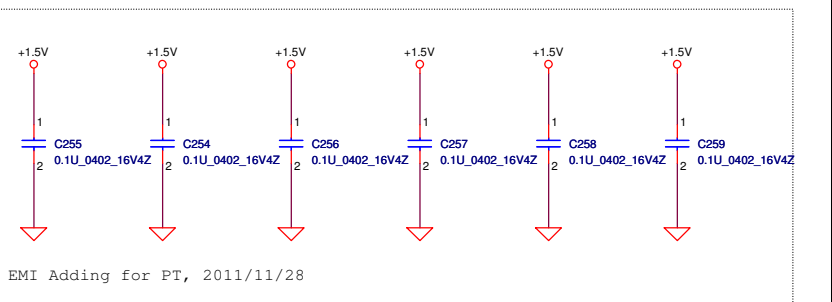 +1.5V +1.5V +1.5V +1.5V +1.5V +1.5V
1 1 1 1 1 1
C255 C254 C256 C257 C258 C259
0.1U_0402_16V4Z 0.1U_0402_16V4Z 0.1U_0402_16V4Z 0.1U_0402_16V4Z 0.1U_0402_16V4Z 0.1U_0402_16V4Z
2 2 2 2 2 2
EMI Adding for PT, 2011/11/28